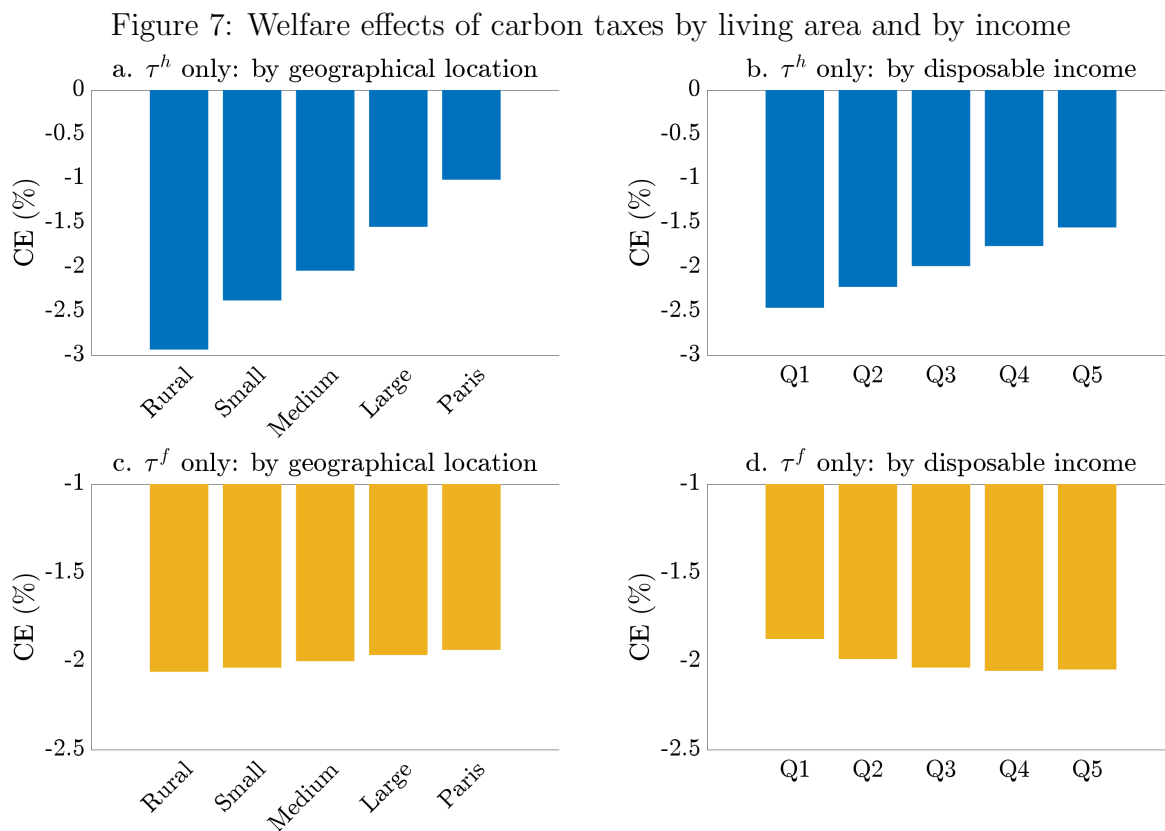 Figure 7: Welfare effects of carbon taxes by living area and by income
a. τ^h only: by geographical location
0
-0.5
-1
-1.5
-2
-2.5
-3
CE (%)
Rural
Small
Medium
Large
Paris
b. τ^h only: by disposable income
0
-0.5
-1
-1.5
-2
-2.5
-3
CE (%)
Q1
Q2
Q3
Q4
Q5
c. τ^f only: by geographical location
-1
-1.5
-2
-2.5
CE (%)
Rural
Small
Medium
Large
Paris
d. τ^f only: by disposable income
-1
-1.5
-2
-2.5
CE (%)
Q1
Q2
Q3
Q4
Q5